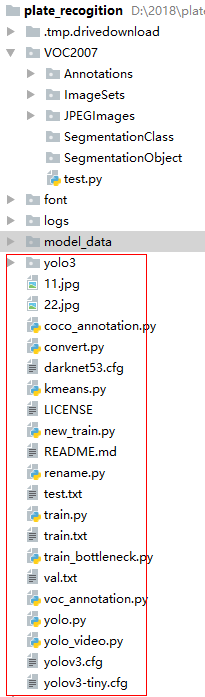 plate_recogition D:\2018\plat
.tmp.drivedownload
VOC2007
Annotations
ImageSets
JPEGImages
SegmentationClass
SegmentationObject
test.py
font
logs
model_data
yolo3
11.jpg
22.jpg
coco_annotation.py
convert.py
darknet53.cfg
kmeans.py
LICENSE
new_train.py
README.md
rename.py
test.txt
train.py
train.txt
train_bottleneck.py
val.txt
voc_annotation.py
yolo.py
yolo_video.py
yolov3.cfg
yolov3-tiny.cfg